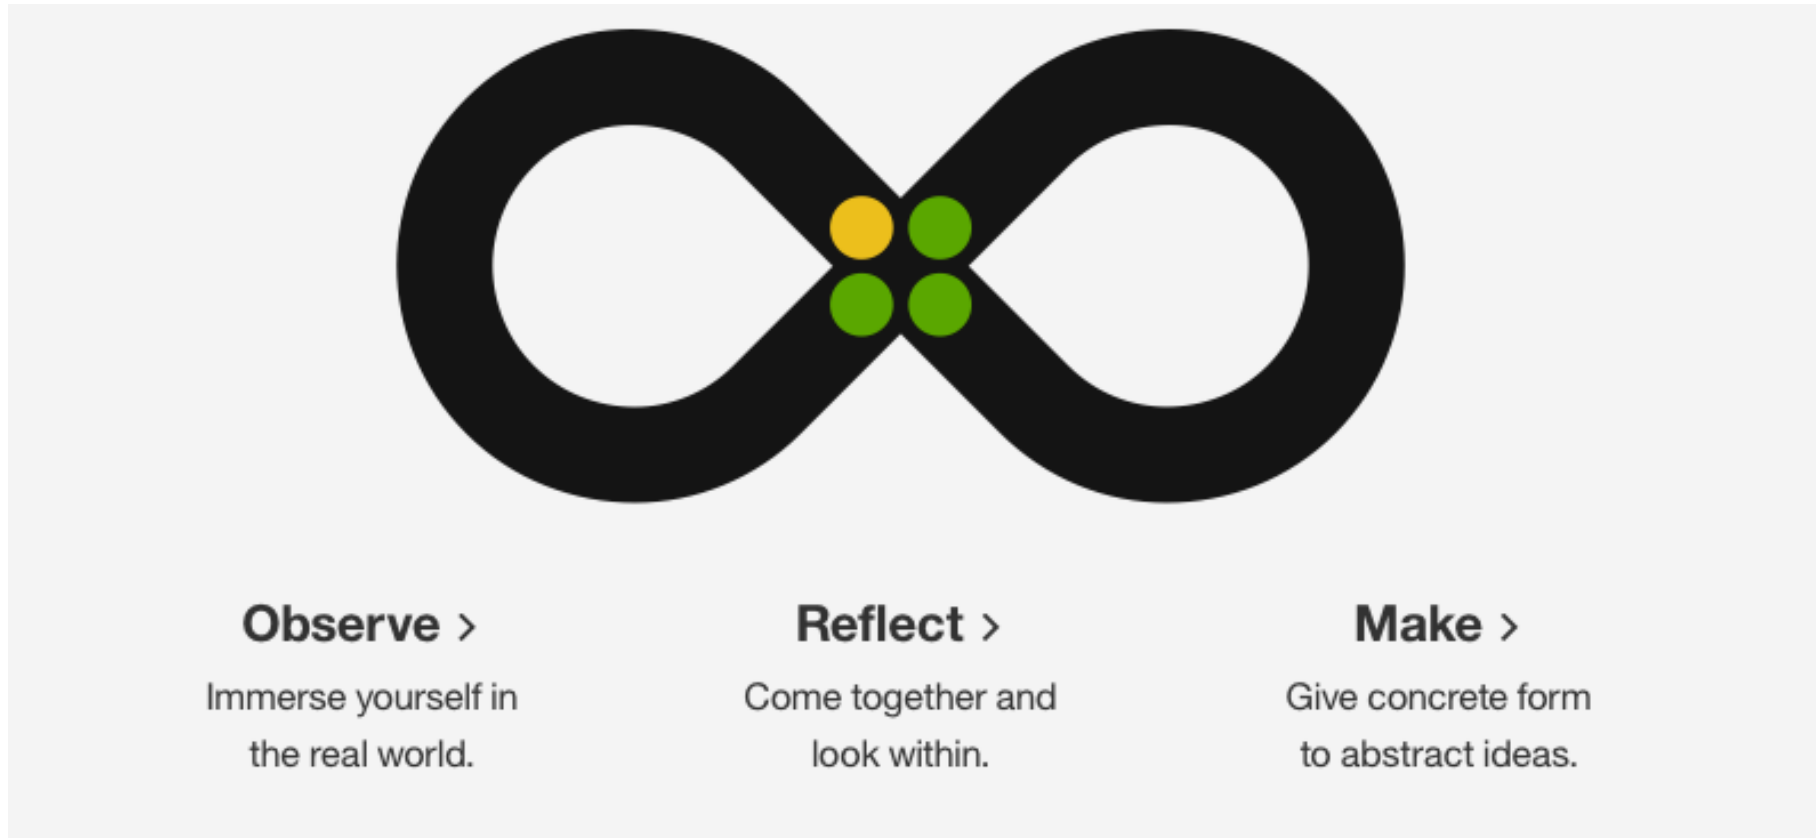 Observe >
Immerse yourself in
the real world.
Reflect >
Come together and
look within.
Make >
Give concrete form
to abstract ideas.